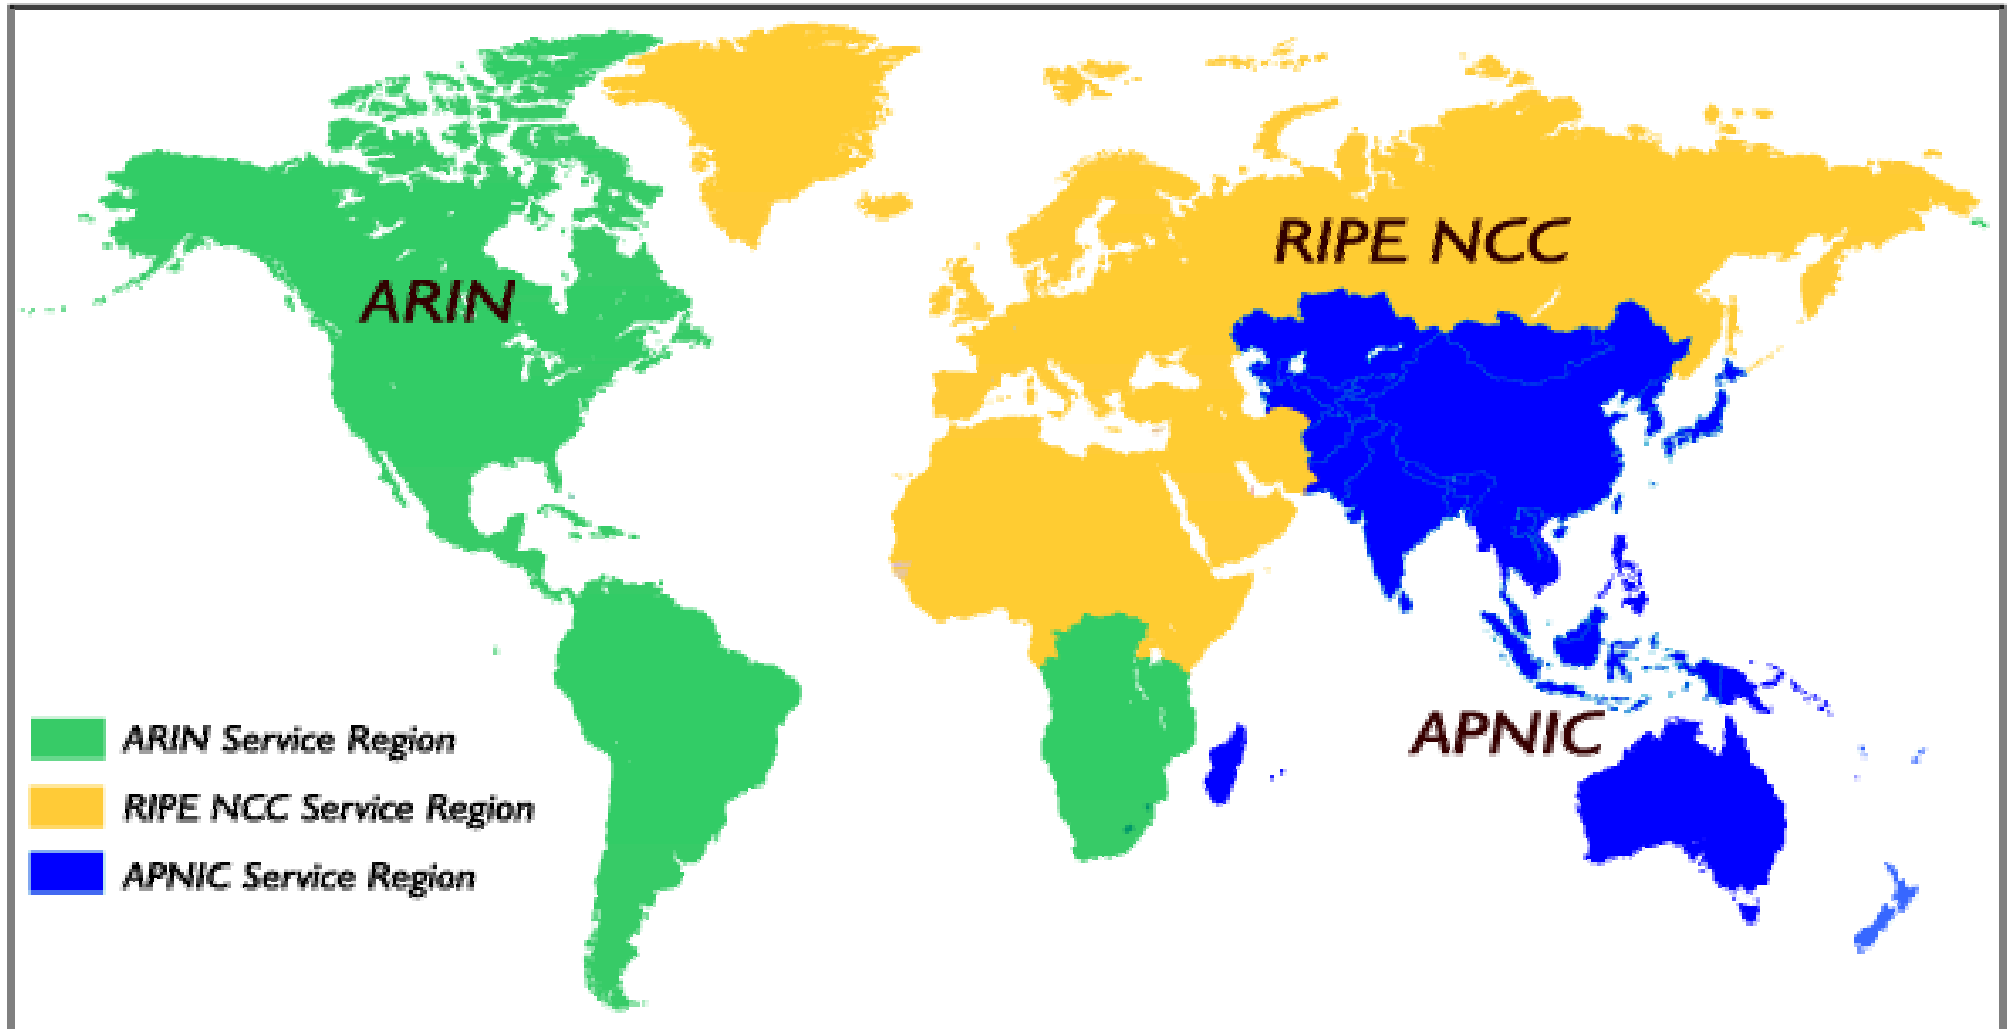 RIPE NCC
ARIN
APNIC
ARIN Service Region
RIPE NCC Service Region
APNIC Service Region